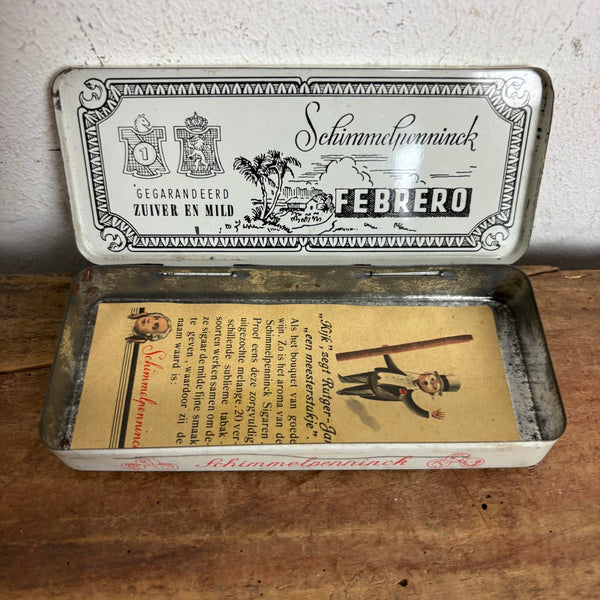 Schimmelpenninck
1
GEGARANDEERD
ZUIVER EN MILD
FEBRERO
„Kijk", zegt Rutger-Jan
„een meesterstukje".
Als het bouquet van goede
wijn. Zo is het aroma van de
Schimmelpenninck Sigaren
Proef eens deze zorgvuldig
uitgezochte melange. 20 ver-
schillende sublieme tabak-
soorten werken samen om de-
ze sigaar de milde fijne smaak
te geven, waardoor zij de
naam waard is:
Schimmelpenninck
Schimmelpenninck